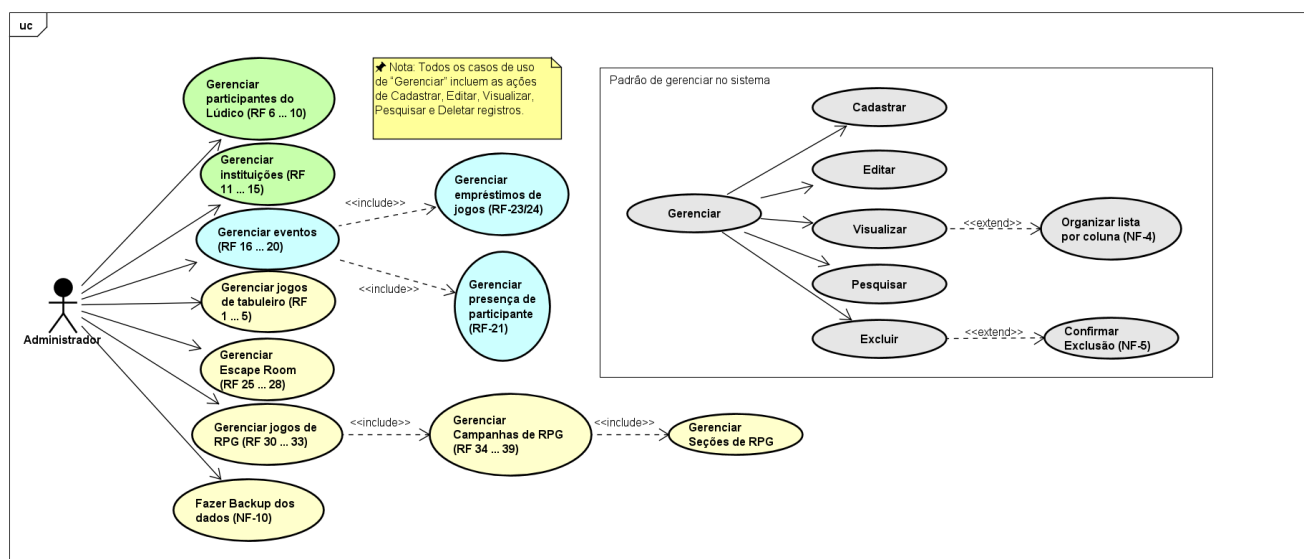 uc
Gerenciar
participantes do
Lúdico (RF 6 ... 10)
Nota: Todos os casos de uso
de "Gerenciar" incluem as ações
de Cadastrar, Editar, Visualizar,
Pesquisar e Deletar registros.
Gerenciar
instituições (RF
11 ... 15)
<<include>>
Gerenciar
empréstimos de
jogos (RF-23/24)
Gerenciar eventos
(RF 16 ... 20)
<<include>>
Gerenciar
presença de
participante
(RF-21)
Gerenciar jogos
de tabuleiro (RF
1 ... 5)
Administrador
Gerenciar
Escape Room
(RF 25 ... 28)
Gerenciar jogos de
RPG (RF 30 ... 33)
<<include>>
Gerenciar
Campanhas de RPG
(RF 34 ... 39)
<<include>>
Gerenciar
Seções de RPG
Fazer Backup dos
dados (NF-10)
Padrão de gerenciar no sistema
Cadastrar
Editar
Gerenciar
Visualizar
<<extend>>
Organizar lista
por coluna (NF-4)
Pesquisar
Excluir
<<extend>>
Confirmar
Exclusão (NF-5)